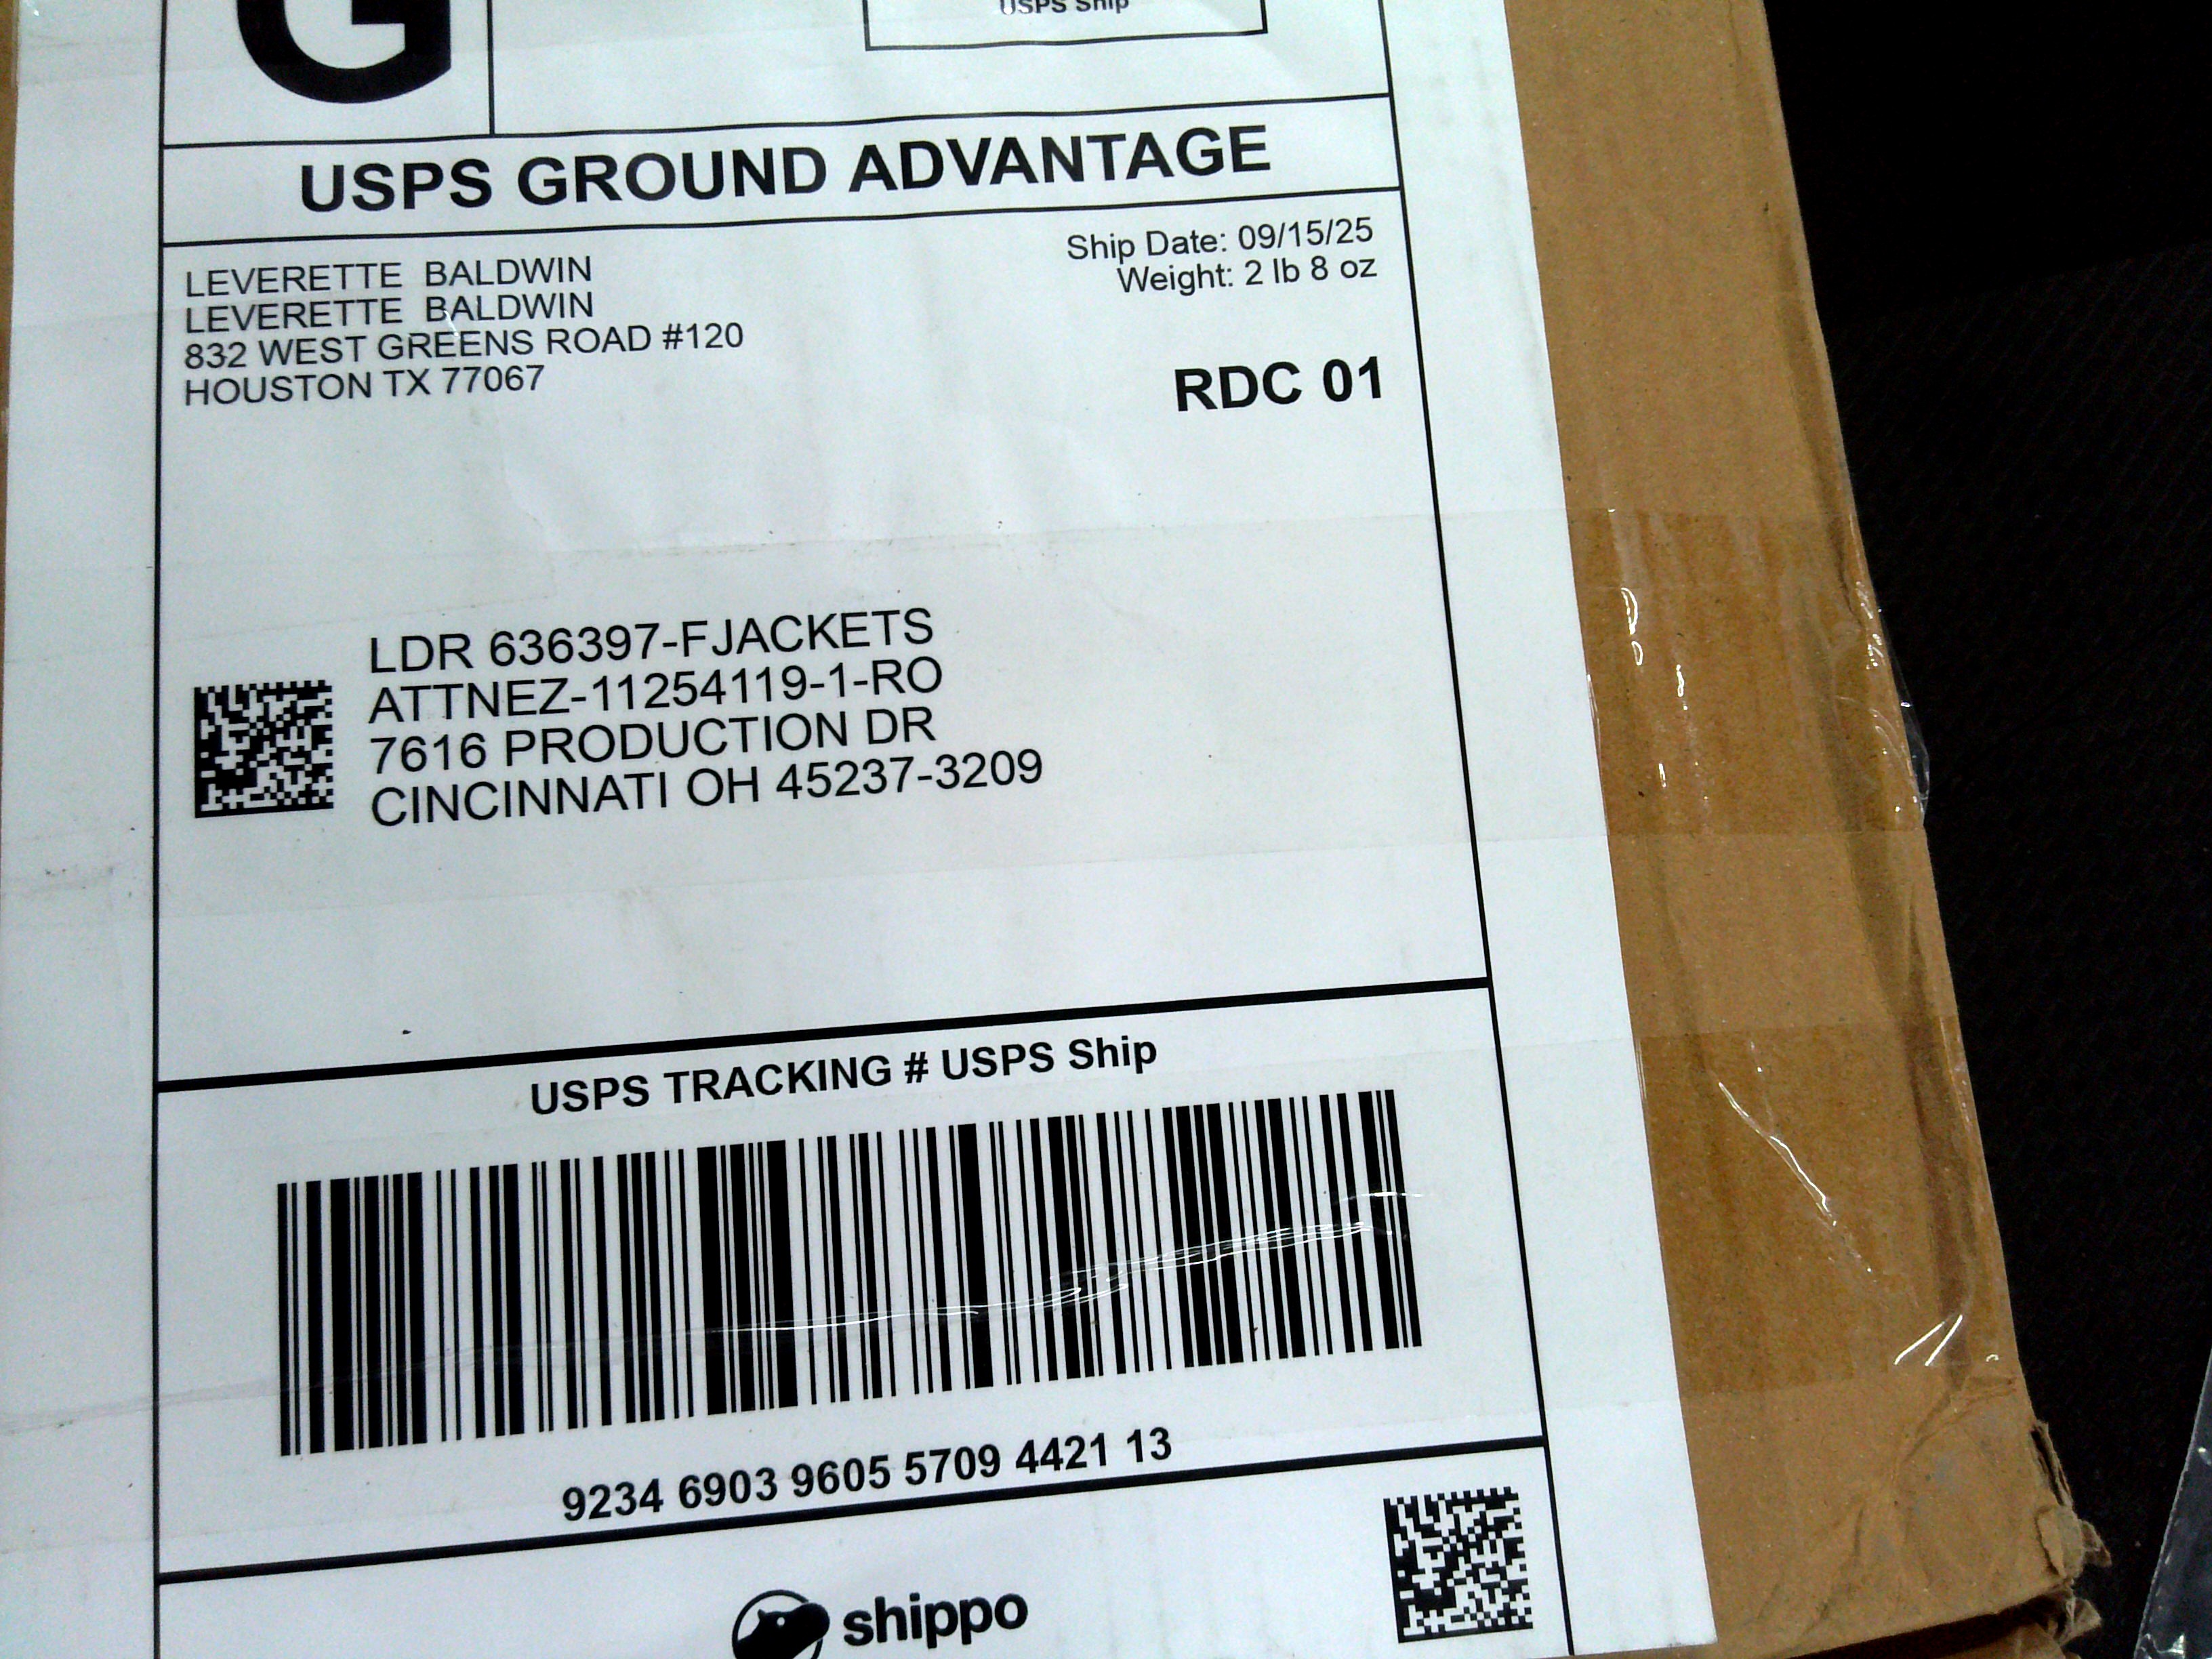 G
USPS Ship
USPS GROUND ADVANTAGE
LEVERETTE BALDWIN
LEVERETTE BALDWIN
832 WEST GREENS ROAD #120
HOUSTON TX 77067
Ship Date: 09/15/25
Weight: 2 lb 8 oz
RDC 01
LDR 636397-FJACKETS
ATTNEZ-11254119-1-RO
7616 PRODUCTION DR
CINCINNATI OH 45237-3209
USPS TRACKING # USPS Ship
9234 6903 9605 5709 4421 13
shippo